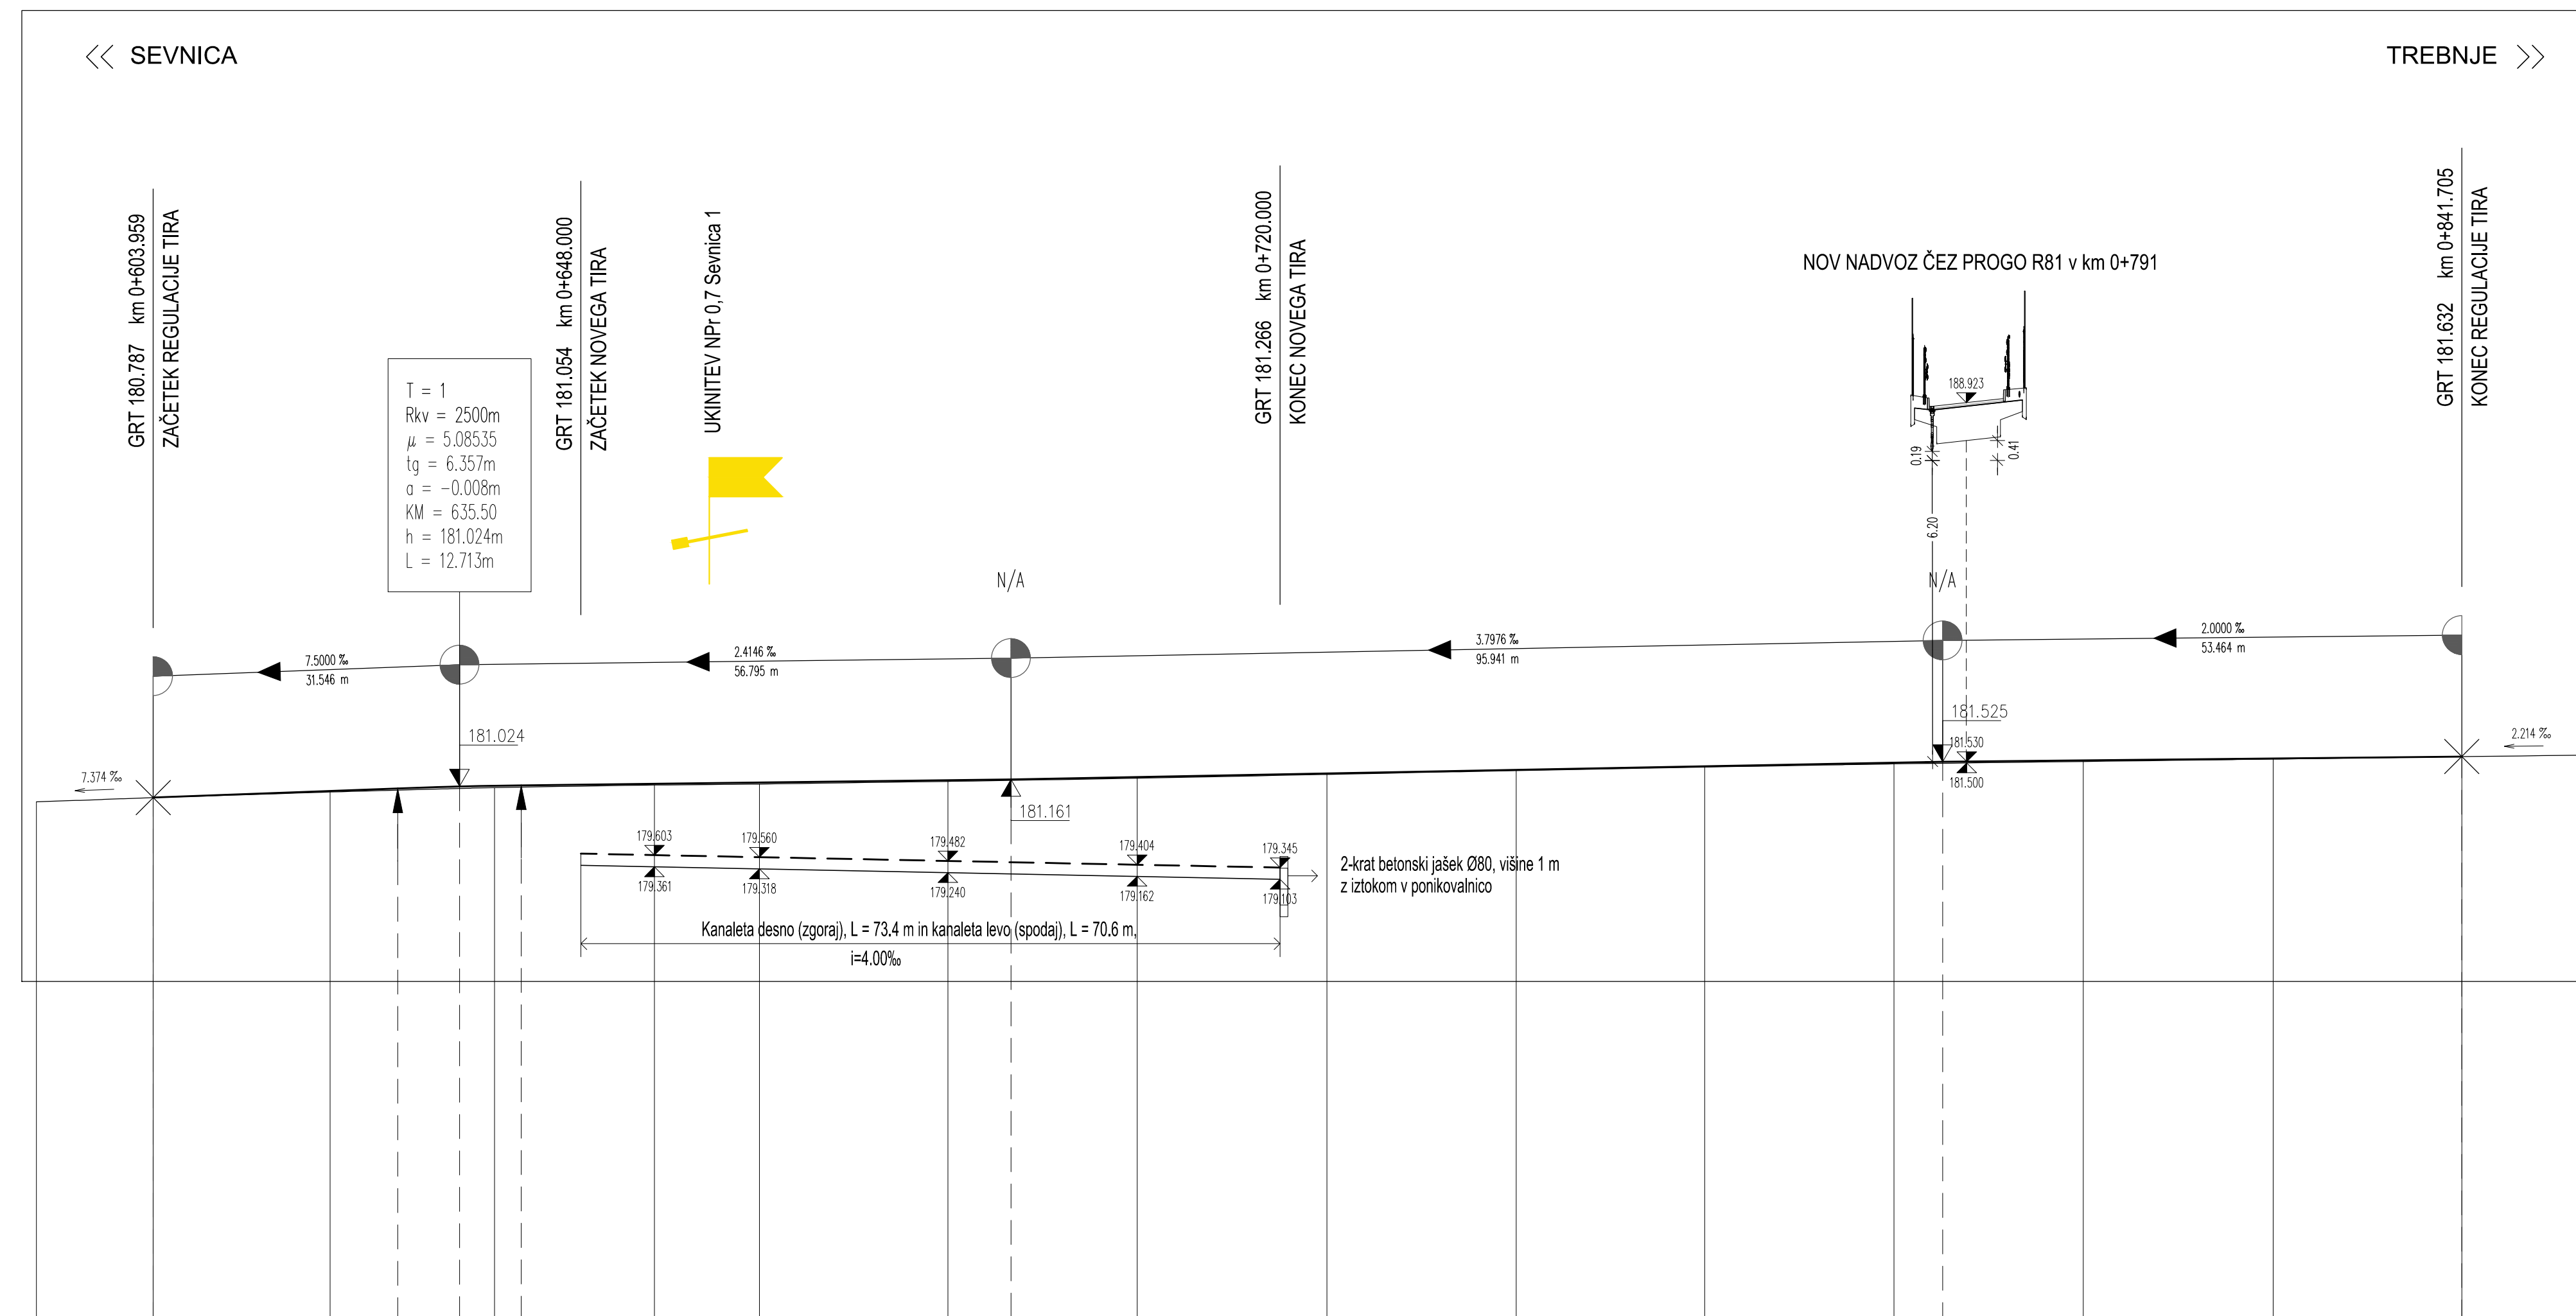 SEVNICA
TREBNJE
GRT 180.787 km 0+603.959
ZAČETEK REGULACIJE TIRA
T = 1
Rkv = 2500m
μ = 5.08535
tg = 6.357m
a = -0.008m
KM = 635.50
h = 181.024m
L = 12.713m
GRT 181.054 km 0+648.000
ZAČETEK NOVEGA TIRA
UKINITEV NPr 0,7 Sevnica 1
GRT 181.266 km 0+720.000
KONEC NOVEGA TIRA
NOV NADVOZ ČEZ PROGO R81 v km 0+791
188.923
0.19
0.41
6.20
GRT 181.632 km 0+841.705
KONEC REGULACIJE TIRA
N/A
N/A
7.5000 ‰
31.546 m
2.4146 ‰
56.795 m
3.7976 ‰
95.941 m
2.0000 ‰
53.464 m
181.024
181.525
181.530
181.500
2.214 ‰
7.374 ‰
181.161
179.603
179.560
179.482
179.404
179.345
179.361
179.318
179.240
179.162
179.103
2-krat betonski jašek Ø80, višine 1 m
z iztokom v ponikovalnico
Kanaleta desno (zgoraj), L = 73.4 m in kanaleta levo (spodaj), L = 70.6 m,
i=4.00‰